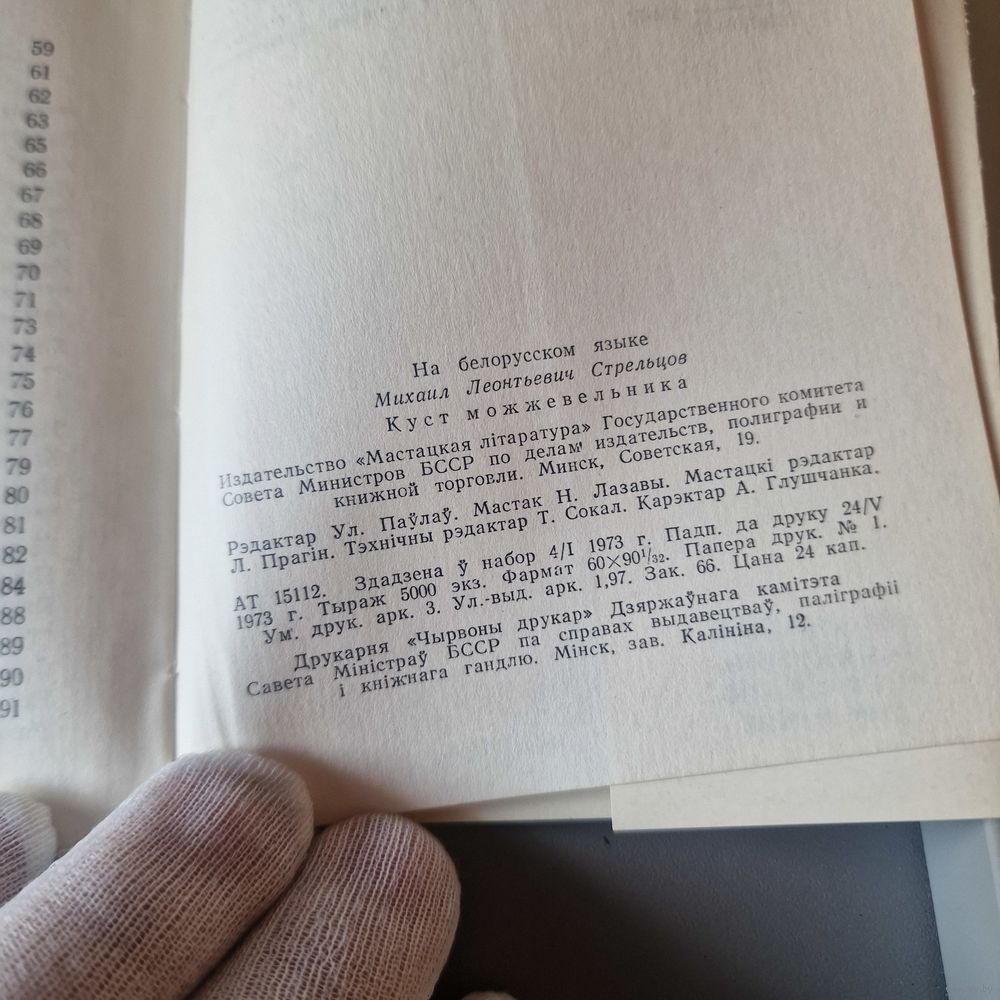 59
61
62
63
65
66
67
68
69
70
71
73
74
75
76
77
79
80
81
82
84
88
89
90
91
На белорусском языке
Михаил Леонтьевич Стрельцов
Куст можжевельника
Издательство «Мастацкая літаратура» Государственного комитета
Совета Министров БССР по делам издательств, полиграфии и
книжной торговли. Минск, Советская, 19.
Рэдактар Ул. Паўлаў. Мастак Н. Лазавы. Мастацкі рэдактар
Л. Прагін. Тэхнічны рэдактар Т. Сокал. Карэктар А. Глушчанка.
АТ 15112. Здадзена ў набор 4/I 1973 г. Падп. да друку 24/V
1973 г. Тыраж 5000 экз. Фармат 60×90¹/₃₂. Папера друк. № 1.
Ум. друк. арк. 3. Ул.-выд. арк. 1,97. Зак. 66. Цана 24 кап.
Друкарня «Чырвоны друкар» Дзяржаўнага камітэта
Савета Міністраў БССР па справах выдавецтваў, паліграфіі
і кніжнага гандлю. Мінск, зав. Калініна, 12.